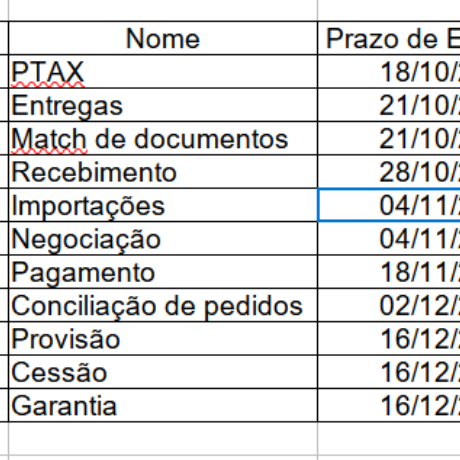 Nome Prazo de E
PTAX 18/10/
Entregas 21/10/
Match de documentos 21/10/
Recebimento 28/10/
Importações 04/11/
Negociação 04/11/
Pagamento 18/11/
Conciliação de pedidos 02/12/
Provisão 16/12/
Cessão 16/12/
Garantia 16/12/